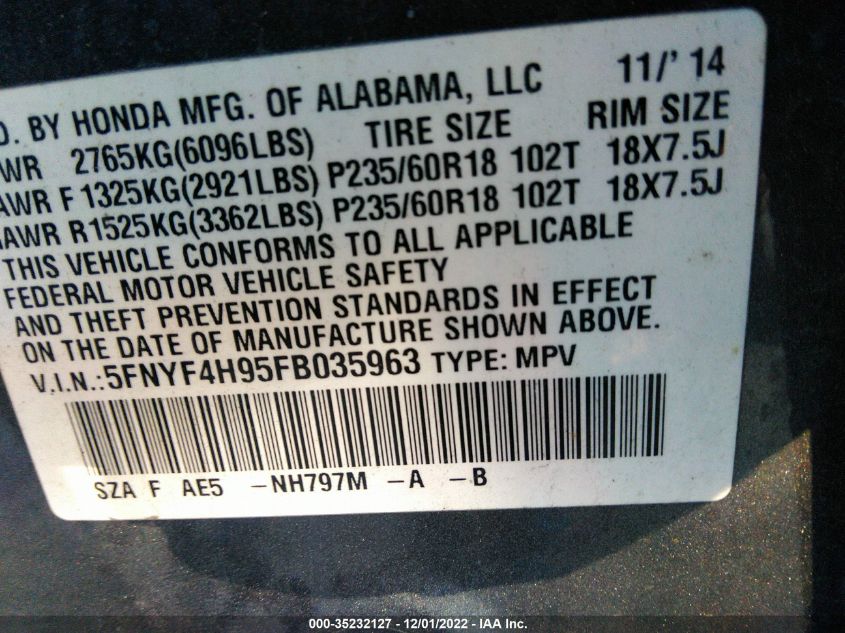 D. BY HONDA MFG. OF ALABAMA, LLC 11/' 14
WR 2765KG(6096LBS) TIRE SIZE RIM SIZE
AWR F 1325KG(2921LBS) P235/60R18 102T 18X7.5J
AWR R1525KG(3362LBS) P235/60R18 102T 18X7.5J
THIS VEHICLE CONFORMS TO ALL APPLICABLE
FEDERAL MOTOR VEHICLE SAFETY
AND THEFT PREVENTION STANDARDS IN EFFECT
ON THE DATE OF MANUFACTURE SHOWN ABOVE.
V.I.N.:5FNYF4H95FB035963 TYPE: MPV
SZA F AE5 -NH797M -A -B
000-35232127 - 12/01/2022 - IAA Inc.